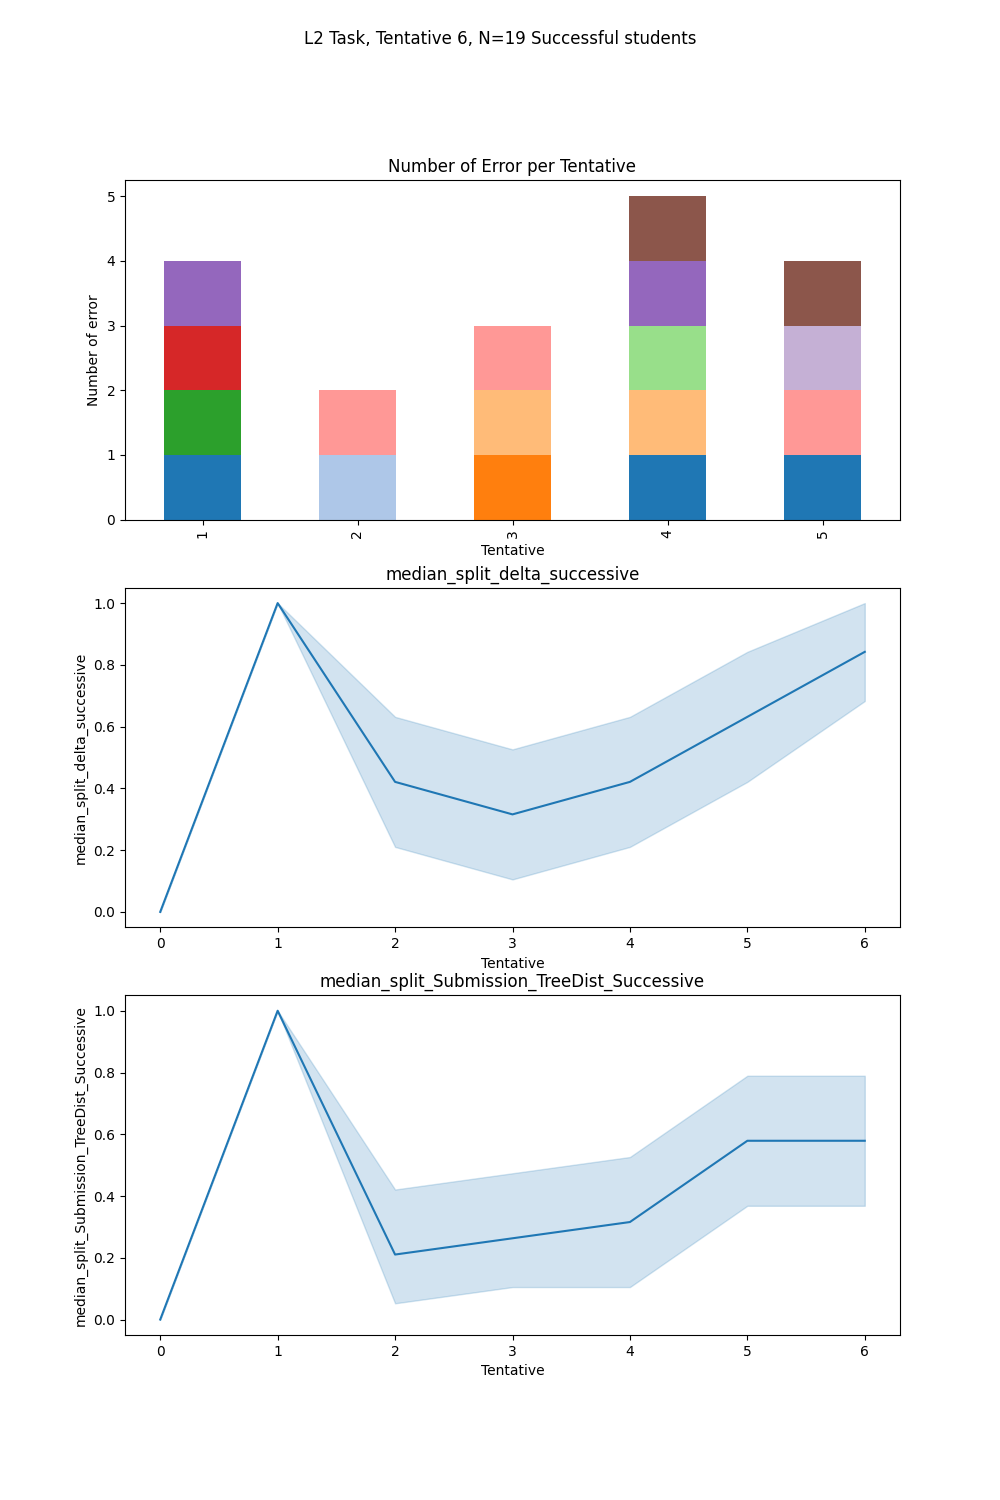 L2 Task, Tentative 6, N=19 Successful students
Number of Error per Tentative
Number of error
5
4
3
2
1
0
1 2 3 4 5
Tentative
median_split_delta_successive
median_split_delta_successive
1.0
0.8
0.6
0.4
0.2
0.0
0 1 2 3 4 5 6
Tentative
median_split_Submission_TreeDist_Successive
median_split_Submission_TreeDist_Successive
1.0
0.8
0.6
0.4
0.2
0.0
0 1 2 3 4 5 6
Tentative